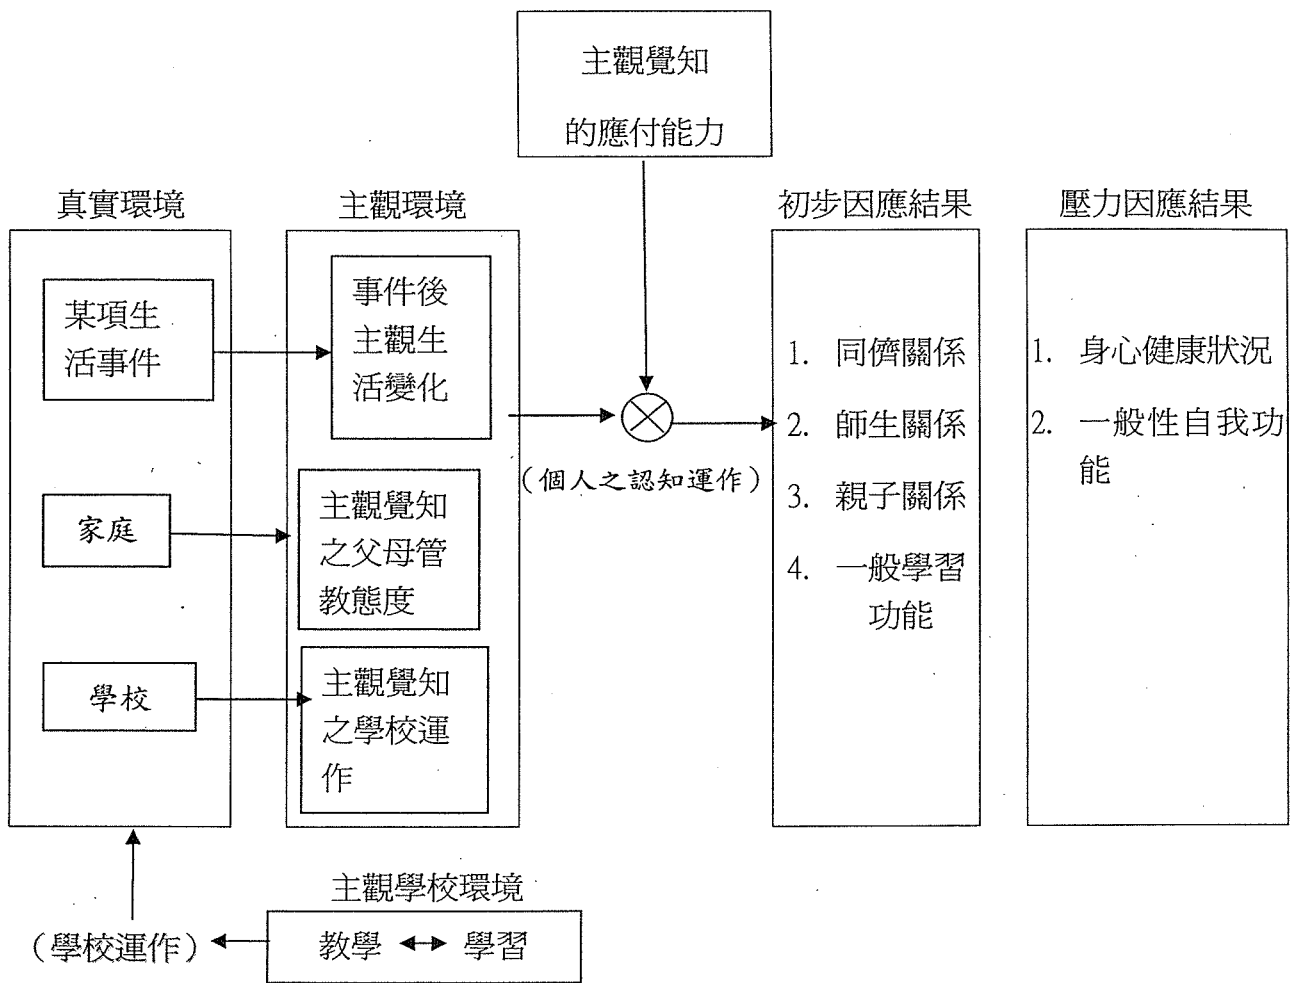 主觀覺知
的應付能力
真實環境
某項生
活事件
家庭
學校
主觀環境
事件後
主觀生
活變化
主觀覺知
之父母管
教態度
主觀覺知
之學校運
作
(個人之認知運作)
初步因應結果
1. 同儕關係
2. 師生關係
3. 親子關係
4. 一般學習
功能
壓力因應結果
1. 身心健康狀況
2. 一般性自我功
能
主觀學校環境
(學校運作)
教學 學習